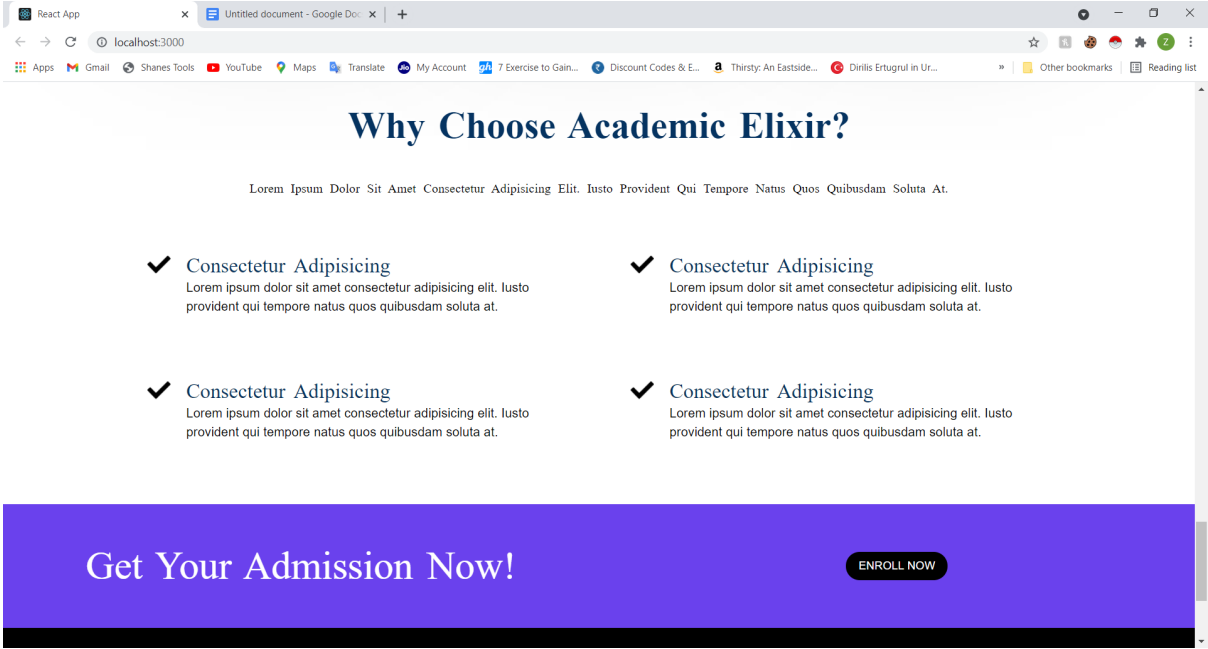 React App
Untitled document - Google Doc
localhost:3000
Apps Gmail Shanes Tools YouTube Maps Translate My Account 7 Exercise to Gain... Discount Codes & E... Thirsty: An Eastside... Dirilis Ertugrul in Ur... » Other bookmarks Reading list
Why Choose Academic Elixir?
Lorem Ipsum Dolor Sit Amet Consectetur Adipisicing Elit. Iusto Provident Qui Tempore Natus Quos Quibusdam Soluta At.
Consectetur Adipisicing
Lorem ipsum dolor sit amet consectetur adipisicing elit. Iusto
provident qui tempore natus quos quibusdam soluta at.
Consectetur Adipisicing
Lorem ipsum dolor sit amet consectetur adipisicing elit. Iusto
provident qui tempore natus quos quibusdam soluta at.
Consectetur Adipisicing
Lorem ipsum dolor sit amet consectetur adipisicing elit. Iusto
provident qui tempore natus quos quibusdam soluta at.
Consectetur Adipisicing
Lorem ipsum dolor sit amet consectetur adipisicing elit. Iusto
provident qui tempore natus quos quibusdam soluta at.
Get Your Admission Now!
ENROLL NOW